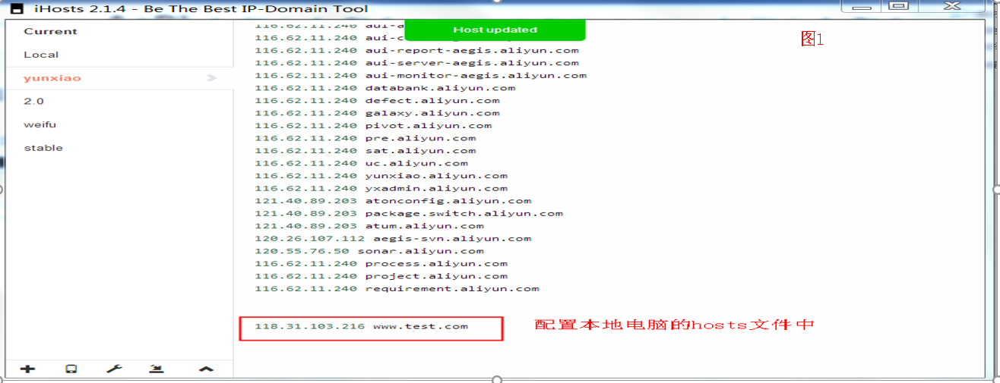 iHosts 2.1.4 - Be The Best IP-Domain Tool
Current
Local
yunxiao
2.0
weifu
stable
Host updated
图1
116.62.11.240
116.62.11.240
116.62.11.240 aui-report-aegis.aliyun.com
116.62.11.240 aui-server-aegis.aliyun.com
116.62.11.240 aui-monitor-aegis.aliyun.com
116.62.11.240 databank.aliyun.com
116.62.11.240 defect.aliyun.com
116.62.11.240 galaxy.aliyun.com
116.62.11.240 pivot.aliyun.com
116.62.11.240 pre.aliyun.com
116.62.11.240 sat.aliyun.com
116.62.11.240 uc.aliyun.com
116.62.11.240 yunxiao.aliyun.com
116.62.11.240 yxadmin.aliyun.com
121.40.89.203 atonconfig.aliyun.com
121.40.89.203 package.switch.aliyun.com
121.40.89.203 atum.aliyun.com
120.26.107.112 aegis-svn.aliyun.com
120.55.76.50 sonar.aliyun.com
116.62.11.240 process.aliyun.com
116.62.11.240 project.aliyun.com
116.62.11.240 requirement.aliyun.com
118.31.103.216 www.test.com
配置本地电脑的hosts文件中